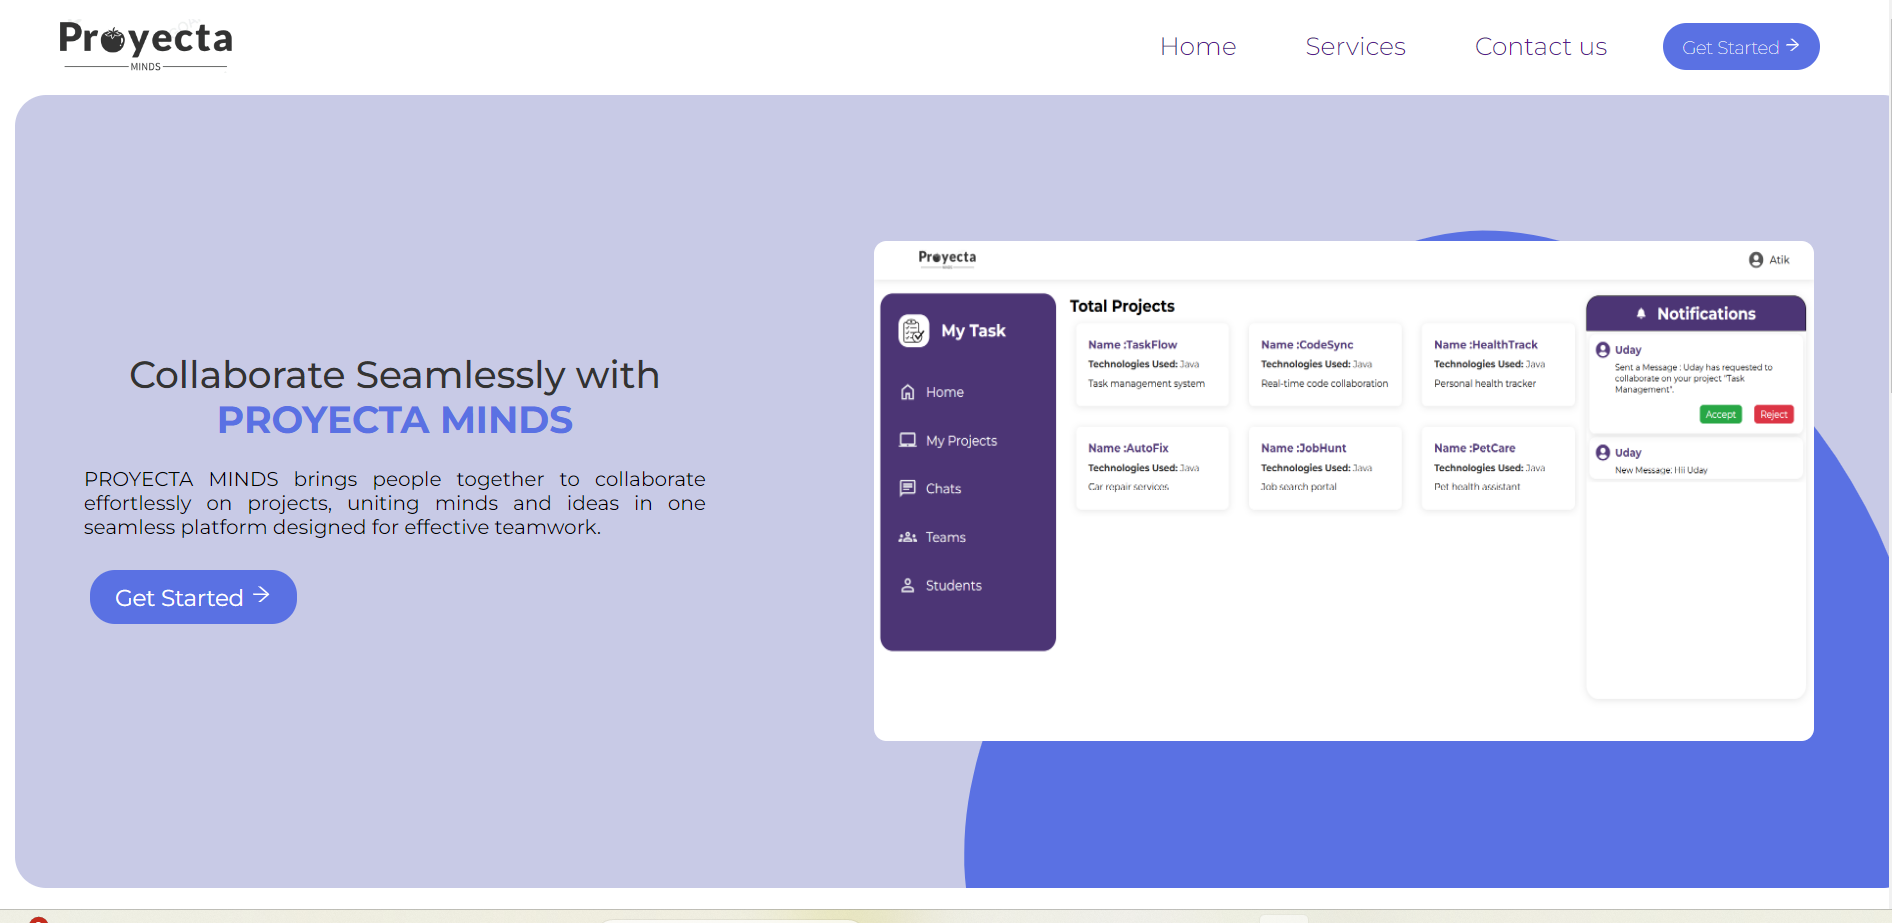 Proyecta
MINDS
Home
Services
Contact us
Get Started
Collaborate Seamlessly with
PROYECTA MINDS
PROYECTA MINDS brings people together to collaborate
effortlessly on projects, uniting minds and ideas in one
seamless platform designed for effective teamwork.
Get Started
Proyecta
Atik
My Task
Home
My Projects
Chats
Teams
Students
Total Projects
Name :TaskFlow
Technologies Used: Java
Task management system
Name :CodeSync
Technologies Used: Java
Real-time code collaboration
Name :HealthTrack
Technologies Used: Java
Personal health tracker
Name :AutoFix
Technologies Used: Java
Car repair services
Name :JobHunt
Technologies Used: Java
Job search portal
Name :PetCare
Technologies Used: Java
Pet health assistant
Notifications
Uday
Sent a Message : Uday has requested to
collaborate on your project "Task
Management".
Accept
Reject
Uday
New Message: Hii Uday